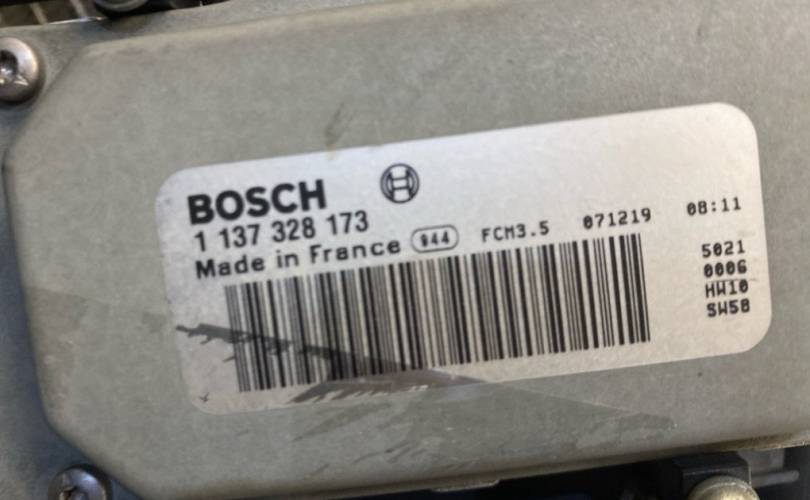 BOSCH
1 137 328 173
Made in France 944 FCM3.5 071219 08:11
5021
0006
HW10
SW58